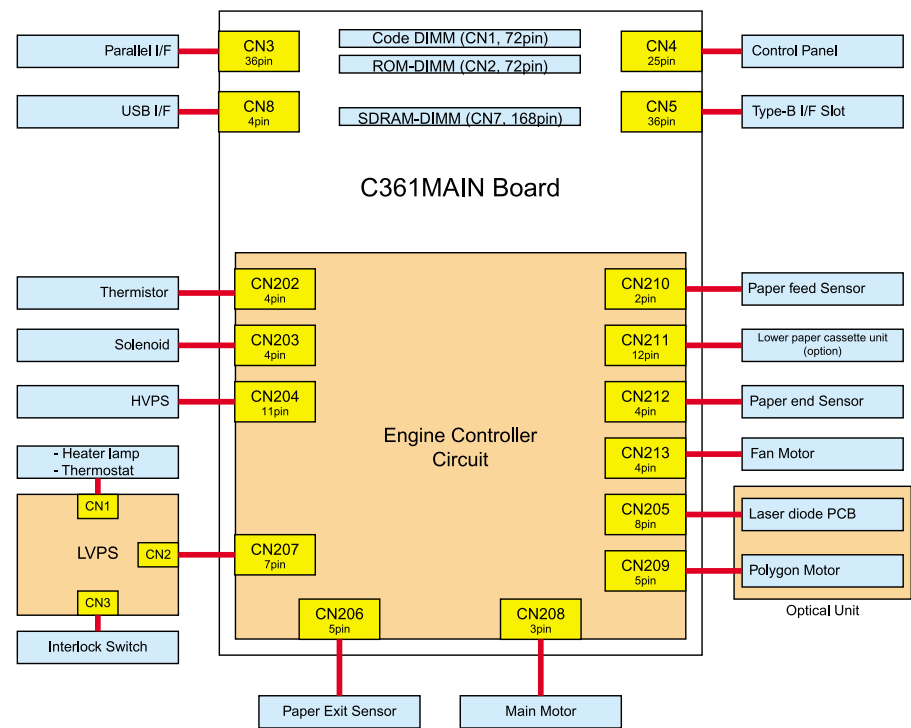 Parallel I/F
CN3
36pin
Code DIMM (CN1, 72pin)
ROM-DIMM (CN2, 72pin)
CN4
25pin
Control Panel
USB I/F
CN8
4pin
SDRAM-DIMM (CN7, 168pin)
CN5
36pin
Type-B I/F Slot
C361MAIN Board
Thermistor
CN202
4pin
CN210
2pin
Paper feed Sensor
Solenoid
CN203
4pin
CN211
12pin
Lower paper cassette unit
(option)
HVPS
CN204
11pin
CN212
4pin
Paper end Sensor
Engine Controller
Circuit
- Heater lamp
- Thermostat
CN213
4pin
Fan Motor
CN1
LVPS
CN2
CN3
Interlock Switch
CN207
7pin
CN205
8pin
Laser diode PCB
CN209
5pin
Polygon Motor
Optical Unit
CN206
5pin
CN208
3pin
Paper Exit Sensor
Main Motor